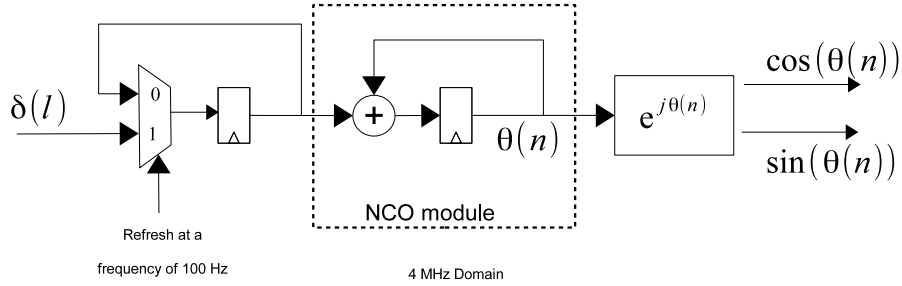 δ(l)
0
1
+
θ(n)
e^{jθ(n)}
cos(θ(n))
sin(θ(n))
NCO module
Refresh at a
frequency of 100 Hz
4 MHz Domain